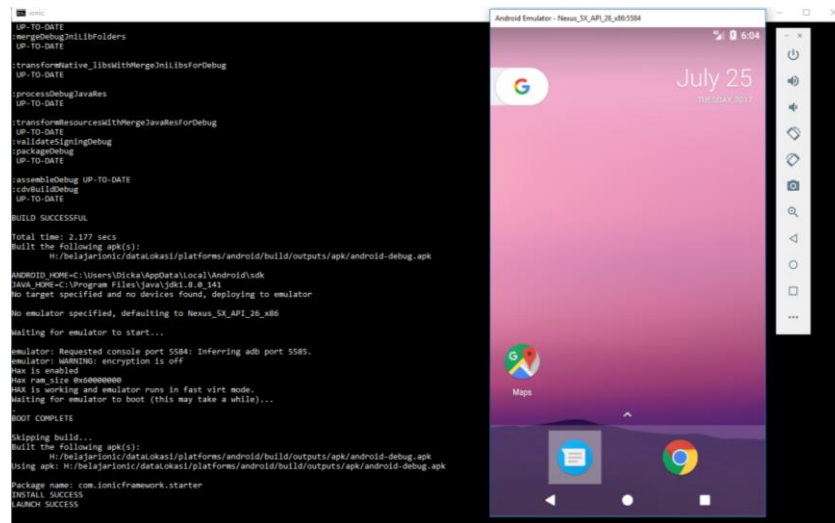 ionic
UP-TO-DATE
:mergeDebugJniLibFolders
UP-TO-DATE
:transformNative_libsWithMergeJniLibsForDebug
UP-TO-DATE
:processDebugJavaRes
UP-TO-DATE
:transformResourcesWithMergeJavaResForDebug
UP-TO-DATE
:validateSigningDebug
:packageDebug
UP-TO-DATE
:assembleDebug UP-TO-DATE
:cdvBuildDebug
UP-TO-DATE
BUILD SUCCESSFUL
Total time: 2.177 secs
Built the following apk(s):
H:/belajarionic/dataLokasi/platforms/android/build/outputs/apk/android-debug.apk
ANDROID_HOME=C:\Users\Dicka\AppData\Local\Android\sdk
JAVA_HOME=C:\Program Files\java\jdk1.8.0_141
No target specified and no devices found, deploying to emulator
No emulator specified, defaulting to Nexus_5X_API_26_x86
Waiting for emulator to start...
emulator: Requested console port 5584: Inferring adb port 5585.
emulator: WARNING: encryption is off
Hax is enabled
Hax ram_size 0x60000000
HAX is working and emulator runs in fast virt mode.
Waiting for emulator to boot (this may take a while)...
.
BOOT COMPLETE
Skipping build...
Built the following apk(s):
H:/belajarionic/dataLokasi/platforms/android/build/outputs/apk/android-debug.apk
Using apk: H:/belajarionic/dataLokasi/platforms/android/build/outputs/apk/android-debug.apk
Package name: com.ionicframework.starter
INSTALL SUCCESS
LAUNCH SUCCESS
Android Emulator - Nexus_5X_API_26_x86:5584
6:04
G
July 25
TUESDAY, 2017
G
Maps